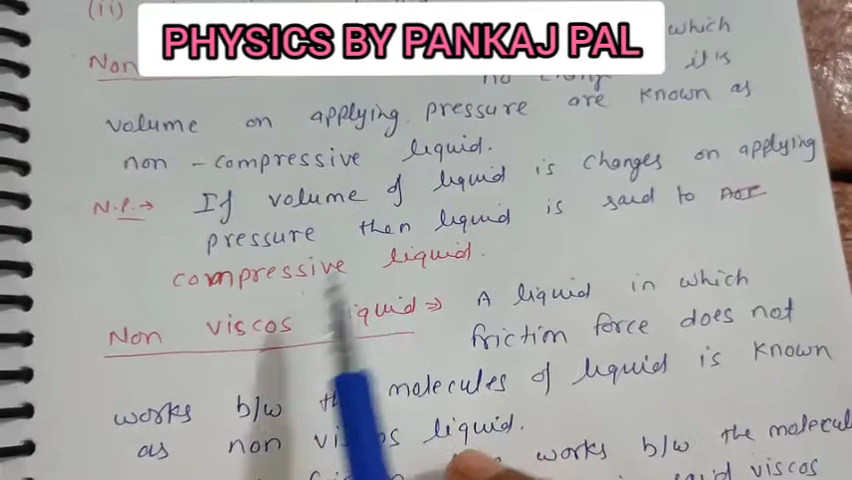 (ii)
PHYSICS BY PANKAJ PAL
which
Non
no change it's
volume on applying pressure are known as
non - compressive liquid.
N.P.→ If volume of liquid is changes on applying
pressure then liquid is said to
compressive liquid.
Non viscos liquid ⇒ A liquid in which
friction force does not
works b/w the molecules of liquid is known
as non viscos liquid.
works b/w the molecul
said viscos